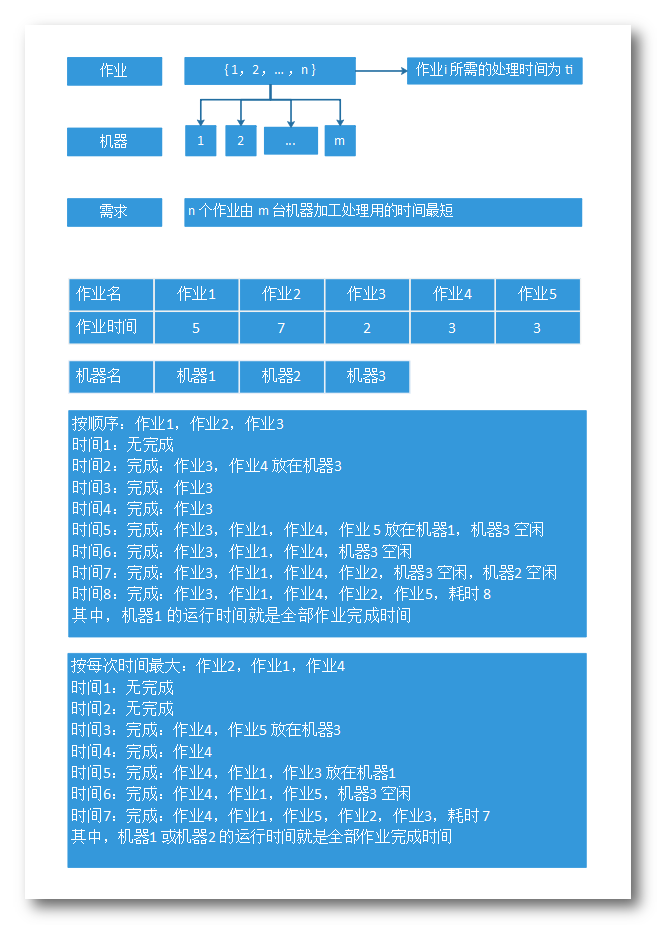 作业 {1，2，...，n} 作业i 所需的处理时间为 ti
机器 1 2 ... m
需求 n 个作业由 m 台机器加工处理用的时间最短
作业名 作业1 作业2 作业3 作业4 作业5
作业时间 5 7 2 3 3
机器名 机器1 机器2 机器3
按顺序：作业1，作业2，作业3
时间1：无完成
时间2：完成：作业3，作业4 放在机器3
时间3：完成：作业3
时间4：完成：作业3
时间5：完成：作业3，作业1，作业4，作业 5 放在机器1，机器3 空闲
时间6：完成：作业3，作业1，作业4，机器3 空闲
时间7：完成：作业3，作业1，作业4，作业2，机器3 空闲，机器2 空闲
时间8：完成：作业3，作业1，作业4，作业2，作业5，耗时 8
其中，机器1 的运行时间就是全部作业完成时间
按每次时间最大：作业2，作业1，作业4
时间1：无完成
时间2：无完成
时间3：完成：作业4，作业5 放在机器3
时间4：完成：作业4
时间5：完成：作业4，作业1，作业3 放在机器1
时间6：完成：作业4，作业1，作业5，机器3 空闲
时间7：完成：作业4，作业1，作业5，作业2，作业3，耗时 7
其中，机器1 或机器2 的运行时间就是全部作业完成时间